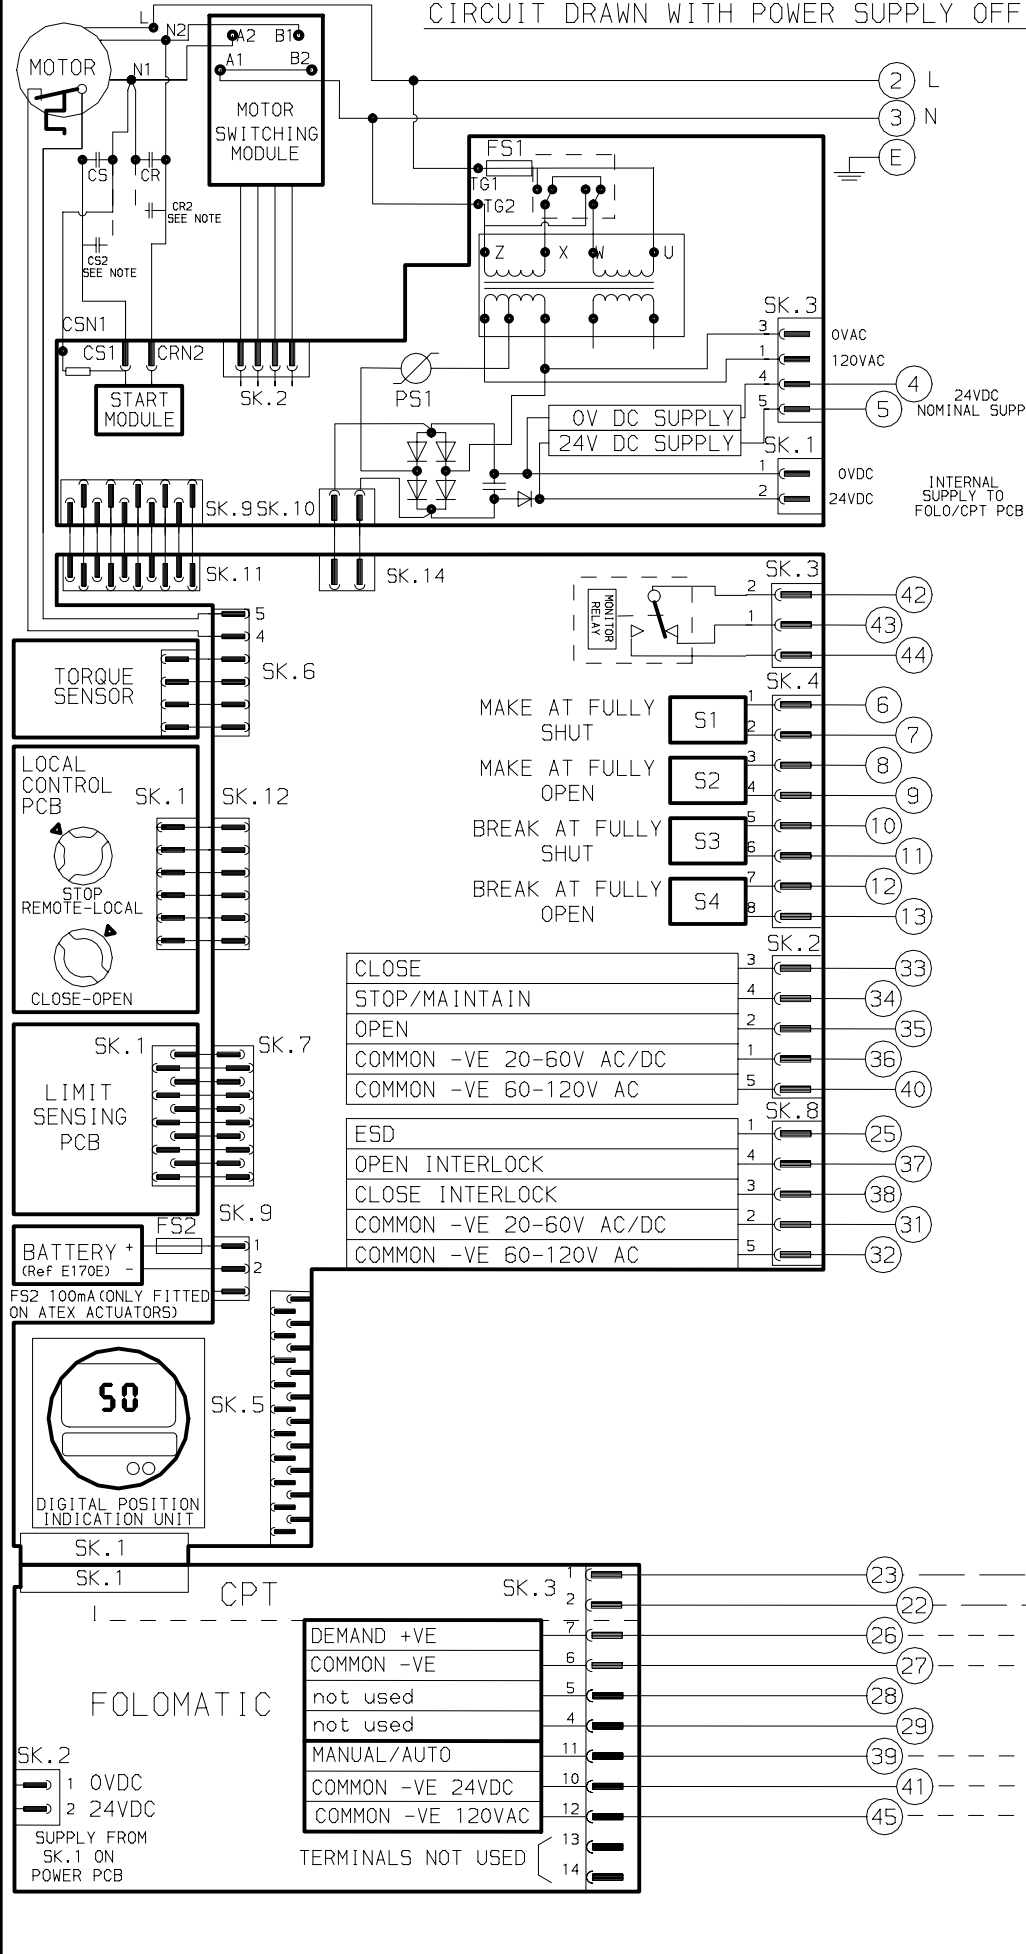 CIRCUIT DRAWN WITH POWER SUPPLY OFF
L
N2
A2 B1
A1 B2
MOTOR
N1
MOTOR
SWITCHING
MODULE
2 L
3 N
E
FS1
TG1
TG2
CS CR
CR2
SEE NOTE
CS2
SEE NOTE
Z X W U
CSN1
CS1 CRN2
START
MODULE
SK.2
PS1
SK.3
3 0VAC
1 120VAC
4 4
5 5
24VDC
NOMINAL SUPP
0V DC SUPPLY
24V DC SUPPLY
SK.1
1 0VDC
2 24VDC
INTERNAL
SUPPLY TO
FOLO/CPT PCB
SK.9 SK.10
SK.11
SK.14
MONITOR
RELAY
SK.3
2 42
1 43
44
5
4
SK.6
TORQUE
SENSOR
SK.4
MAKE AT FULLY
SHUT
S1
1 6
2 7
MAKE AT FULLY
OPEN
S2
3 8
4 9
BREAK AT FULLY
SHUT
S3
5 10
6 11
BREAK AT FULLY
OPEN
S4
7 12
8 13
LOCAL
CONTROL
PCB
SK.1 SK.12
STOP
REMOTE-LOCAL
CLOSE-OPEN
SK.2
CLOSE 3 33
STOP/MAINTAIN 4 34
OPEN 2 35
COMMON -VE 20-60V AC/DC 1 36
COMMON -VE 60-120V AC 5 40
SK.1 SK.7
LIMIT
SENSING
PCB
SK.8
ESD 1 25
OPEN INTERLOCK 4 37
CLOSE INTERLOCK 3 38
COMMON -VE 20-60V AC/DC 2 31
COMMON -VE 60-120V AC 5 32
SK.9
FS2
BATTERY +
(Ref E170E) -
1
2
FS2 100mA(ONLY FITTED
ON ATEX ACTUATORS)
50
SK.5
DIGITAL POSITION
INDICATION UNIT
SK.1
SK.1
CPT
SK.3
1 23
2 22
DEMAND +VE 7 26
COMMON -VE 6 27
not used 5 28
not used 4 29
MANUAL/AUTO 11 39
COMMON -VE 24VDC 10 41
COMMON -VE 120VAC 12 45
TERMINALS NOT USED 13
14
FOLOMATIC
SK.2
1 0VDC
2 24VDC
SUPPLY FROM
SK.1 ON
POWER PCB